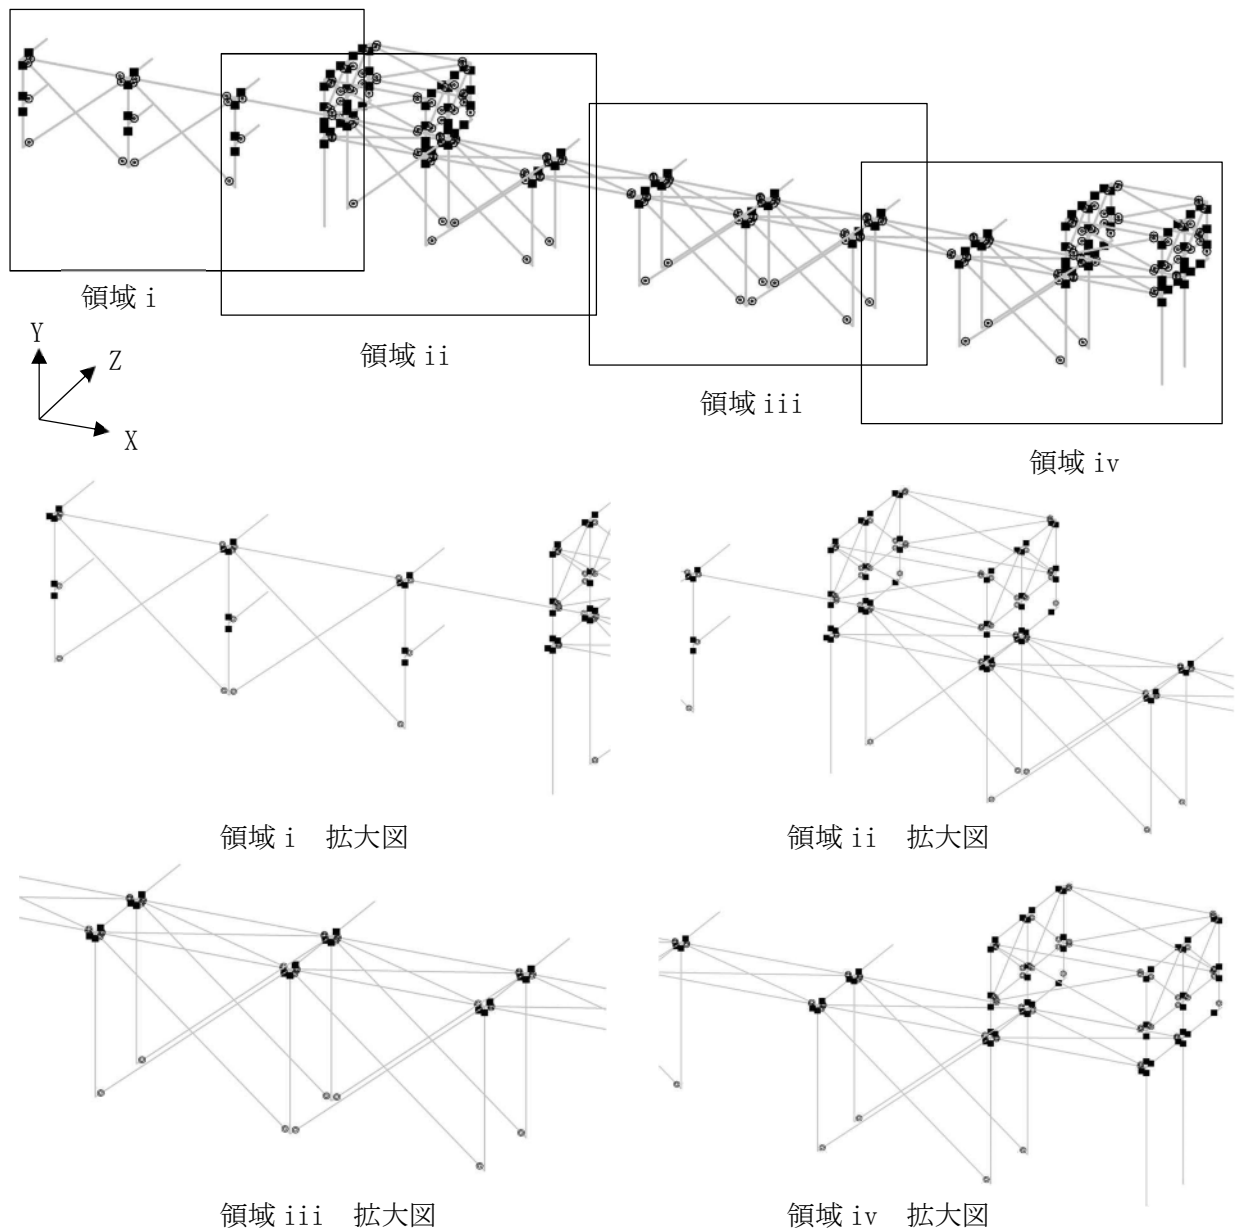 領域 i
領域 ii
領域 iii
領域 iv
Y
Z
X
領域 i 拡大図
領域 ii 拡大図
領域 iii 拡大図
領域 iv 拡大図